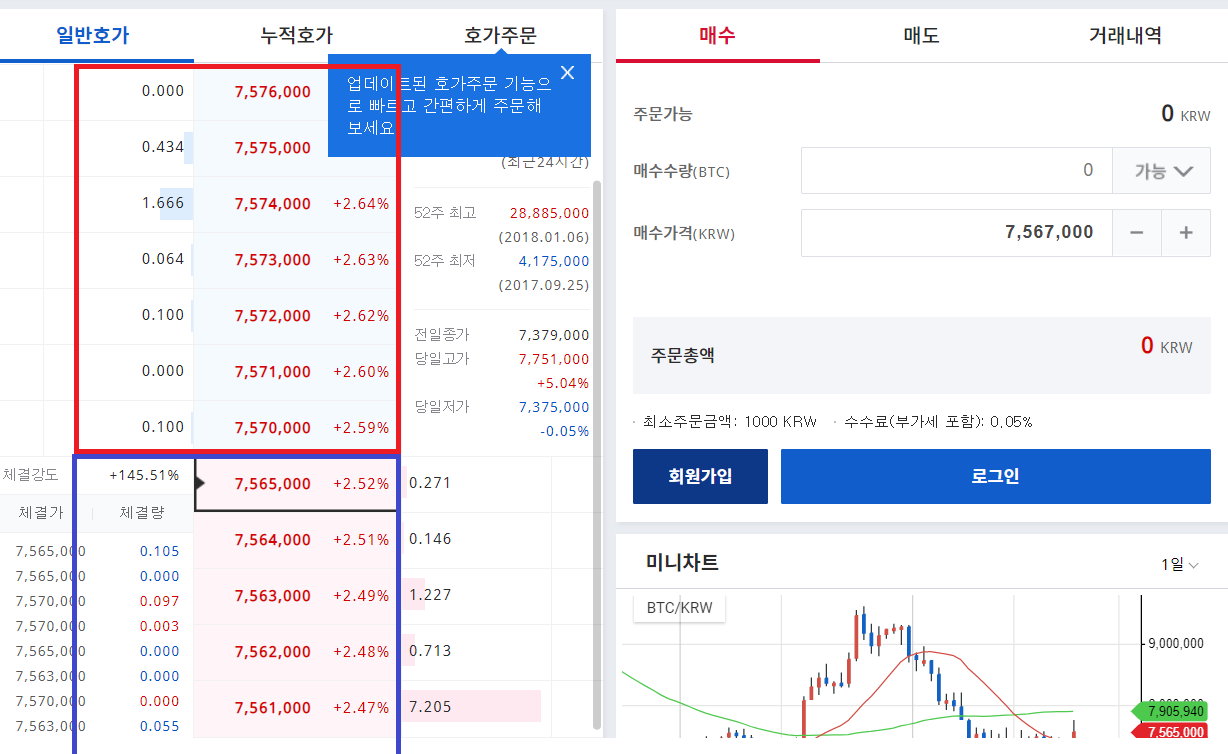 일반호가 누적호가 호가주문
업데이트된 호가주문 기능으
로 빠르고 간편하게 주문해
보세요
0.000 7,576,000
0.434 7,575,000
1.666 7,574,000 +2.64%
0.064 7,573,000 +2.63%
0.100 7,572,000 +2.62%
0.000 7,571,000 +2.60%
0.100 7,570,000 +2.59%
(최근24시간)
52주 최고 28,885,000
(2018.01.06)
52주 최저 4,175,000
(2017.09.25)
전일종가 7,379,000
당일고가 7,751,000
+5.04%
당일저가 7,375,000
-0.05%
체결강도 +145.51%
체결가 체결량
7,565,000 0.105
7,565,000 0.000
7,570,000 0.097
7,570,000 0.003
7,565,000 0.000
7,563,000 0.000
7,570,000 0.000
7,563,000 0.055
7,565,000 +2.52% 0.271
7,564,000 +2.51% 0.146
7,563,000 +2.49% 1.227
7,562,000 +2.48% 0.713
7,561,000 +2.47% 7.205
매수 매도 거래내역
주문가능 0 KRW
매수수량(BTC) 0 가능
매수가격(KRW) 7,567,000 − +
주문총액 0 KRW
· 최소주문금액: 1000 KRW · 수수료(부가세 포함): 0.05%
회원가입 로그인
미니차트 1일
BTC/KRW
9,000,000
7,905,940
7,565,000